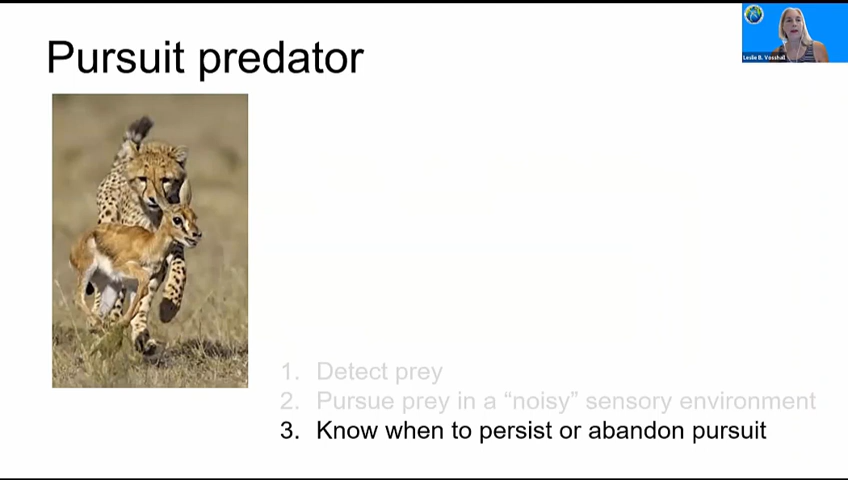 Pursuit predator
Leslie B. Vosshall
1. Detect prey
2. Pursue prey in a “noisy” sensory environment
3. Know when to persist or abandon pursuit